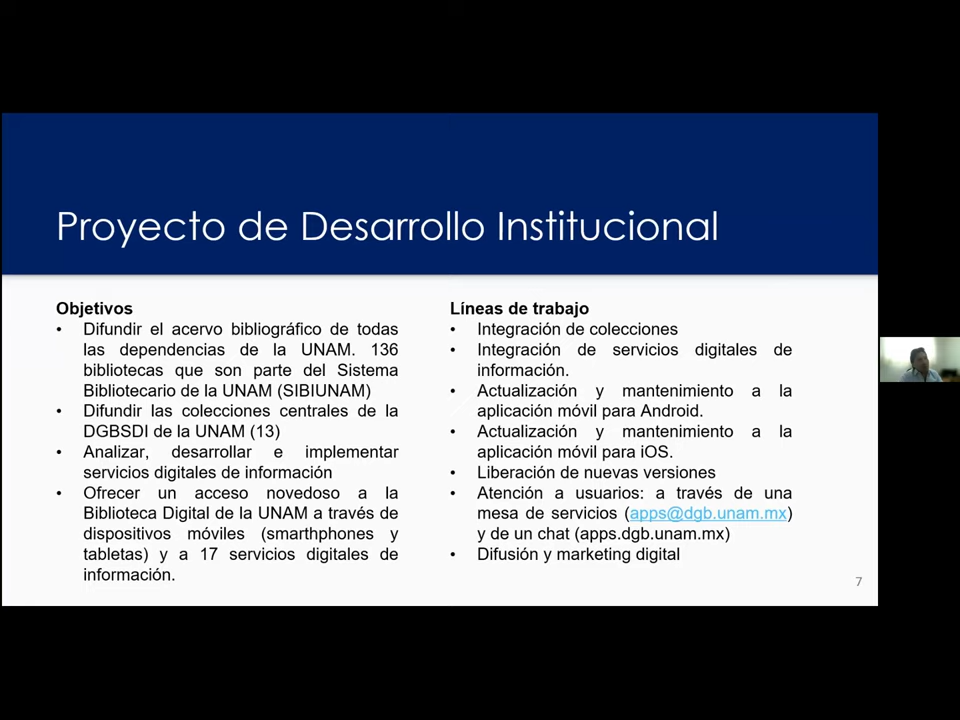 Proyecto de Desarrollo Institucional
Objetivos
• Difundir el acervo bibliográfico de todas
las dependencias de la UNAM. 136
bibliotecas que son parte del Sistema
Bibliotecario de la UNAM (SIBIUNAM)
• Difundir las colecciones centrales de la
DGBSDI de la UNAM (13)
• Analizar, desarrollar e implementar
servicios digitales de información
• Ofrecer un acceso novedoso a la
Biblioteca Digital de la UNAM a través de
dispositivos móviles (smarthphones y
tabletas) y a 17 servicios digitales de
información.
Líneas de trabajo
• Integración de colecciones
• Integración de servicios digitales de
información.
• Actualización y mantenimiento a la
aplicación móvil para Android.
• Actualización y mantenimiento a la
aplicación móvil para iOS.
• Liberación de nuevas versiones
• Atención a usuarios: a través de una
mesa de servicios (apps@dgb.unam.mx)
y de un chat (apps.dgb.unam.mx)
• Difusión y marketing digital
7